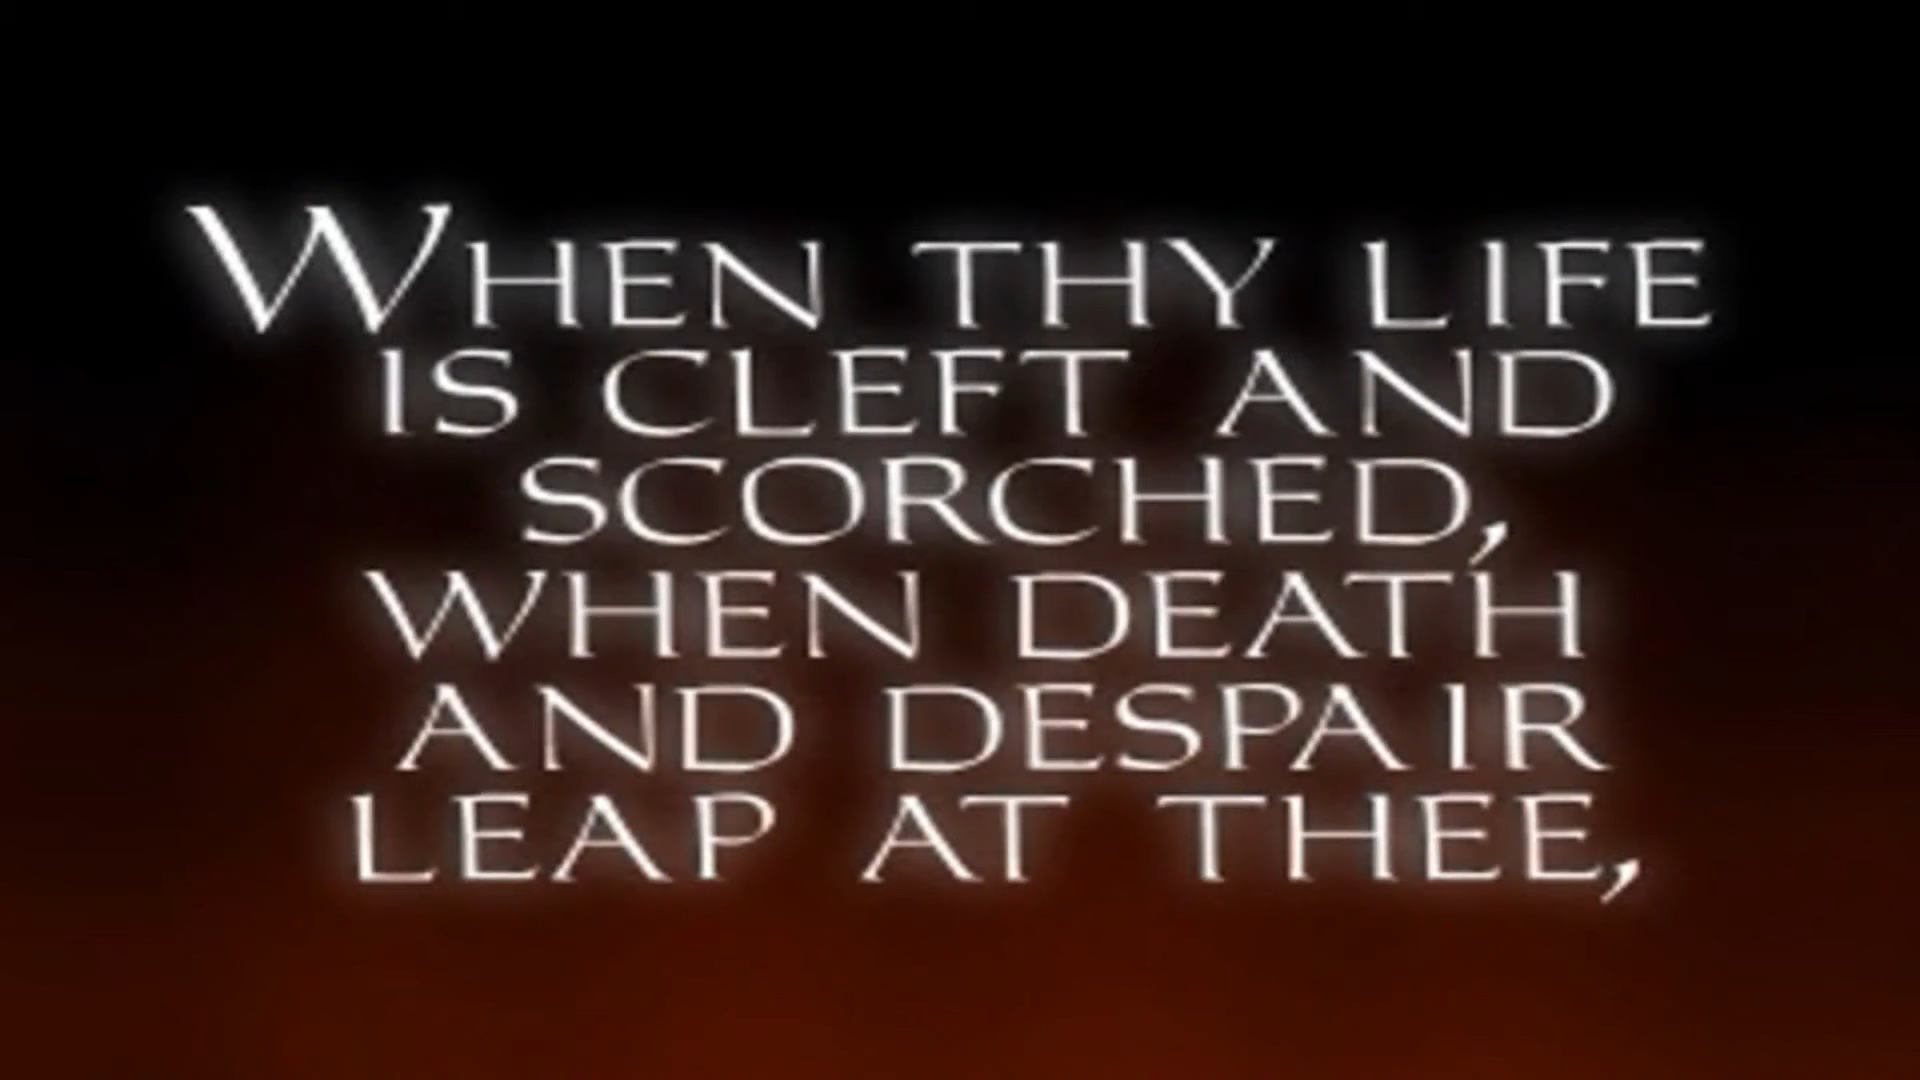 WHEN THY LIFE
IS CLEFT AND
SCORCHED,
WHEN DEATH
AND DESPAIR
LEAP AT THEE,